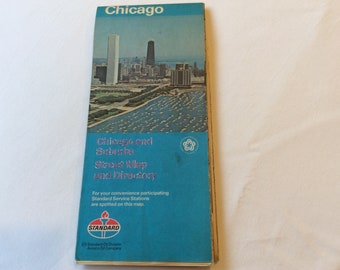 Chicago
Chicago and
Suburbs
Street Map
and Directory
For your convenience participating
Standard Service Stations
are spotted on this map.
STANDARD